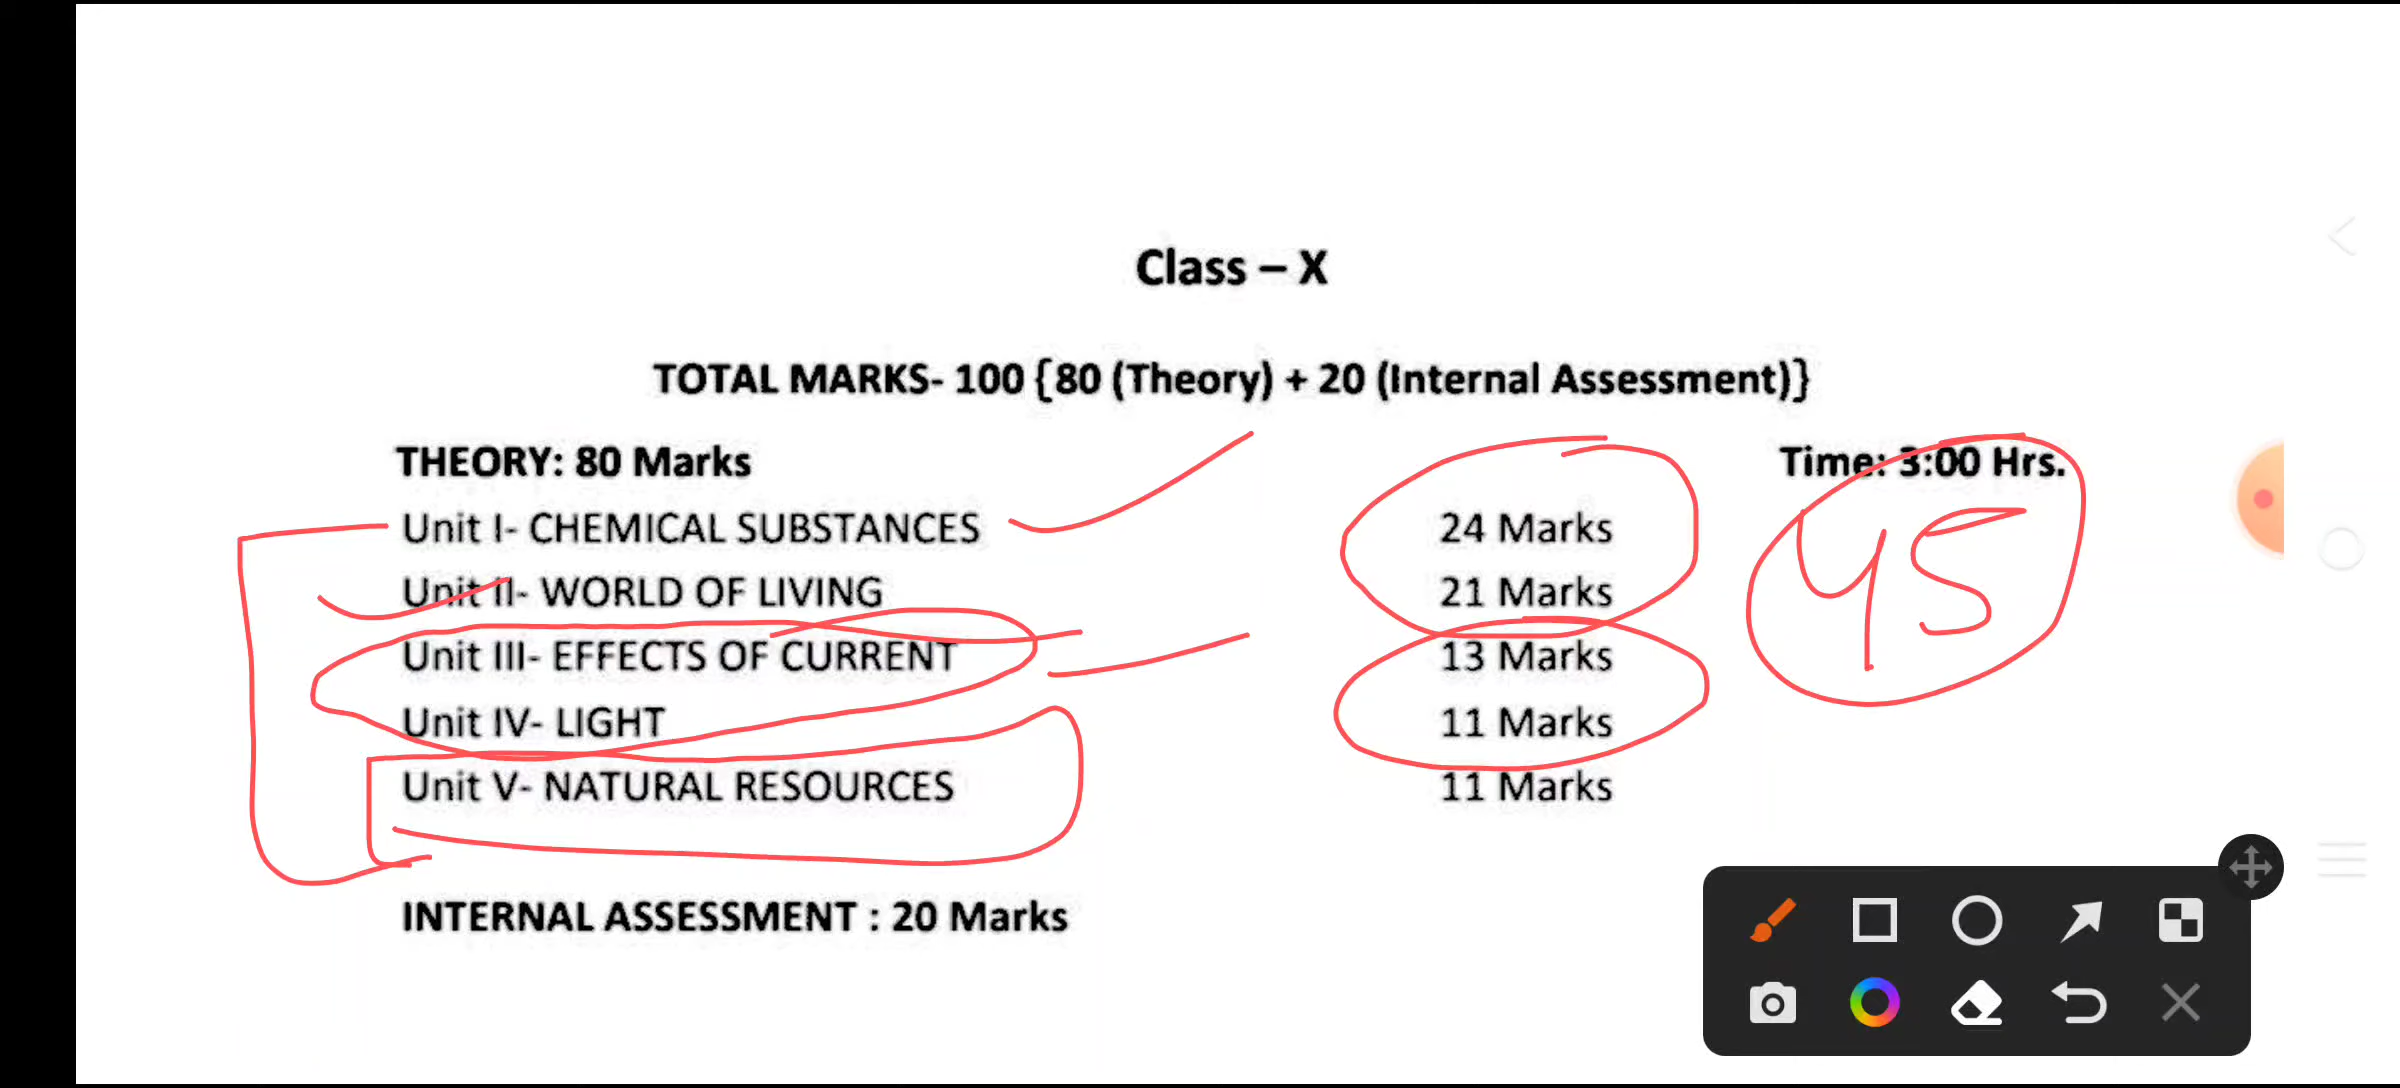 Class – X
TOTAL MARKS- 100 {80 (Theory) + 20 (Internal Assessment)}
THEORY: 80 Marks Time: 3:00 Hrs.
Unit I- CHEMICAL SUBSTANCES 24 Marks
Unit II- WORLD OF LIVING 21 Marks
45
Unit III- EFFECTS OF CURRENT 13 Marks
Unit IV- LIGHT 11 Marks
Unit V- NATURAL RESOURCES 11 Marks
INTERNAL ASSESSMENT : 20 Marks